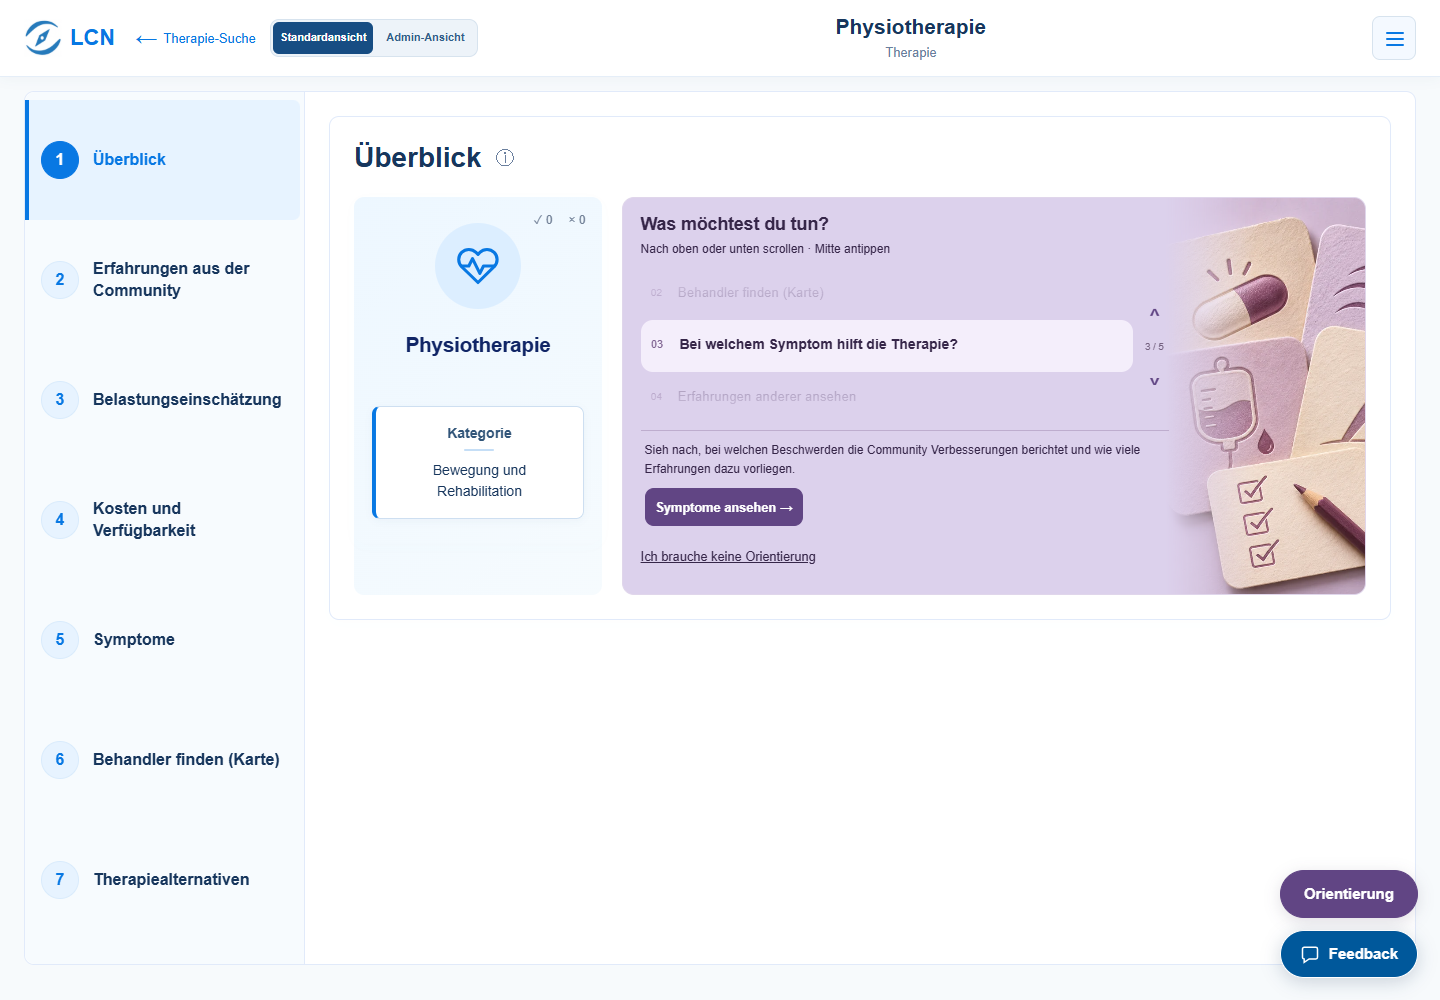 LCN
Therapie-Suche
Standardansicht
Admin-Ansicht
Physiotherapie
Therapie
1
Überblick
2
Erfahrungen aus der
Community
3
Belastungseinschätzung
4
Kosten und
Verfügbarkeit
5
Symptome
6
Behandler finden (Karte)
7
Therapiealternativen
Überblick
✓ 0 × 0
Physiotherapie
Kategorie
Bewegung und
Rehabilitation
Was möchtest du tun?
Nach oben oder unten scrollen · Mitte antippen
02 Behandler finden (Karte)
03 Bei welchem Symptom hilft die Therapie?
3 / 5
04 Erfahrungen anderer ansehen
Sieh nach, bei welchen Beschwerden die Community Verbesserungen berichtet und wie viele
Erfahrungen dazu vorliegen.
Symptome ansehen →
Ich brauche keine Orientierung
Orientierung
Feedback